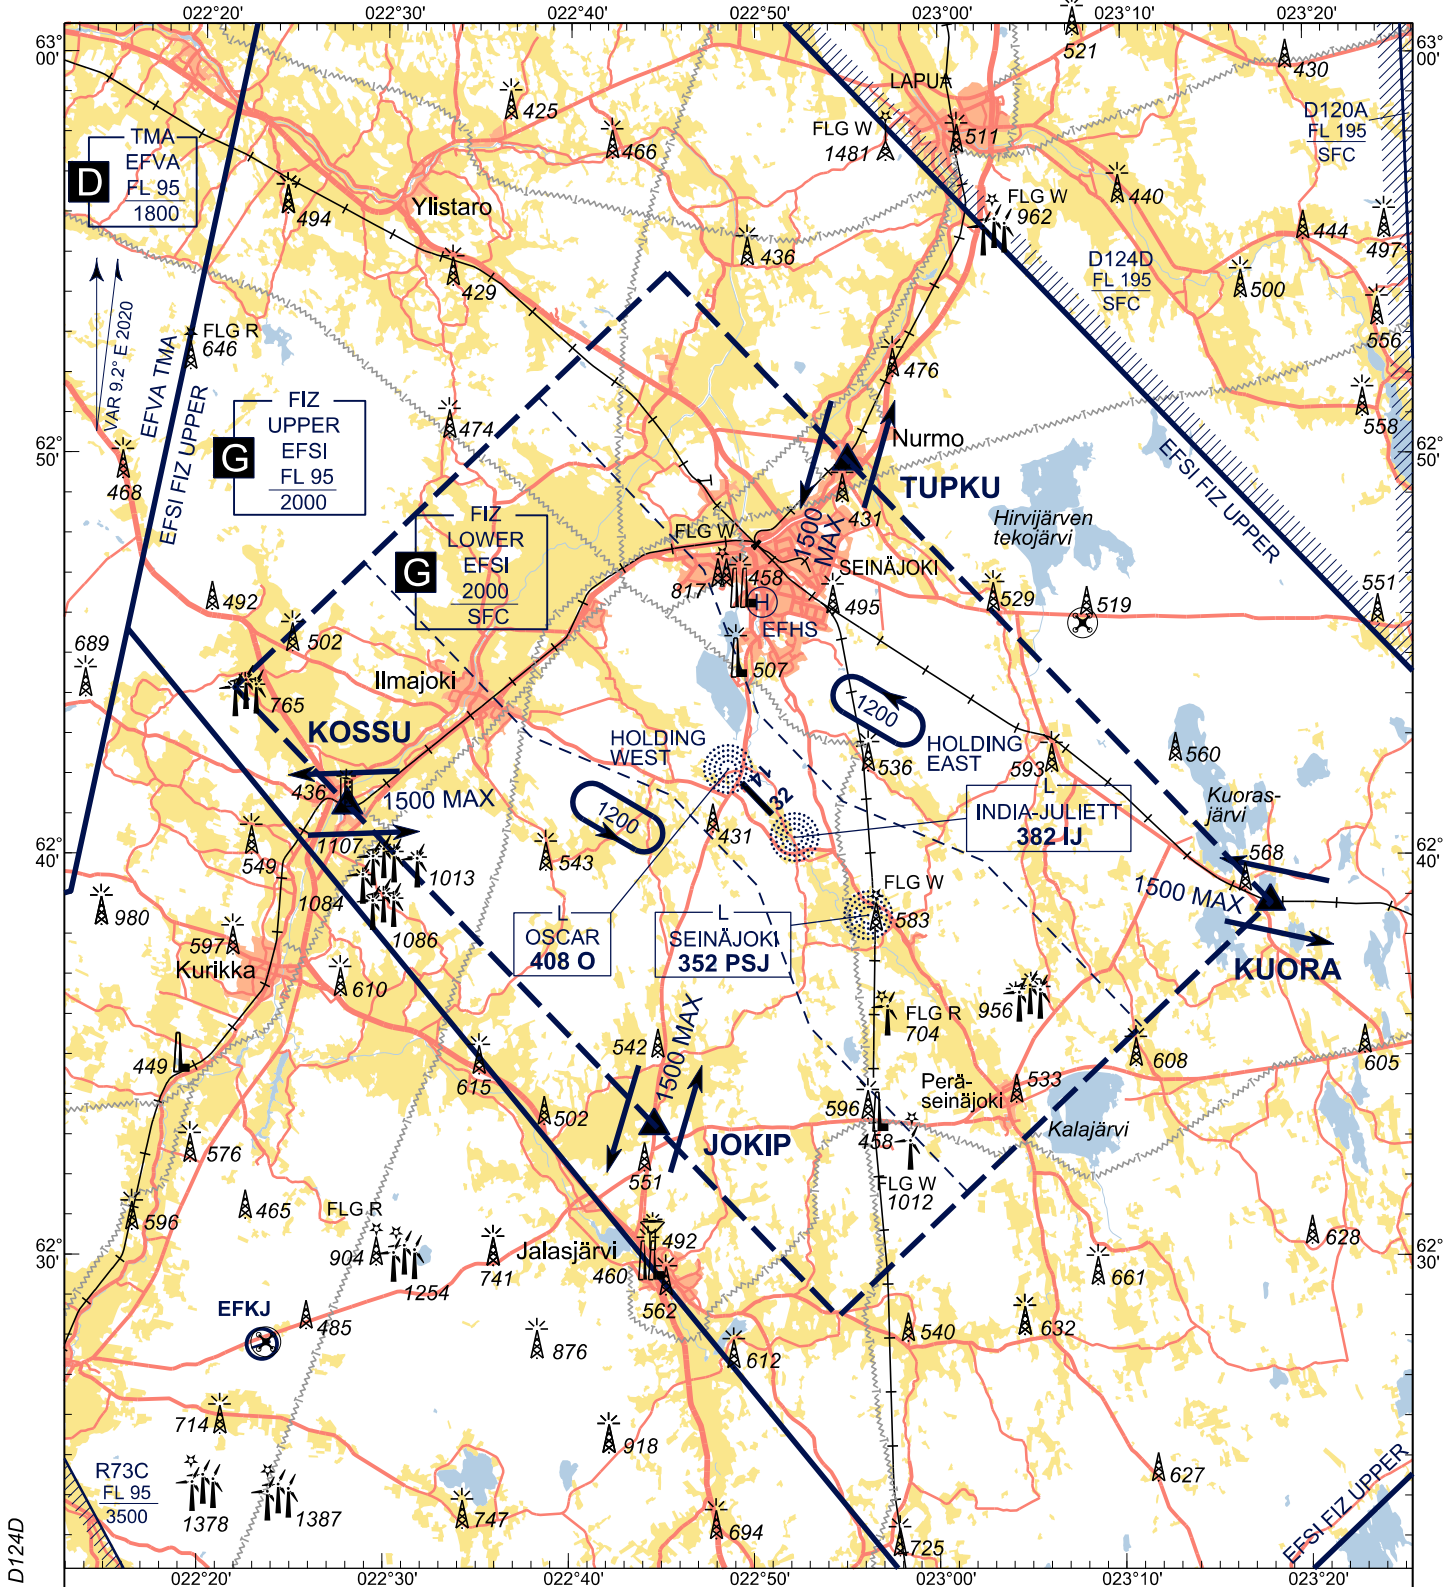 022°20'
022°30'
022°40'
022°50'
023°00'
023°10'
023°20'
63°
00'
63°
00'
521
430
425
LAPUA
D120A
FL 195
SFC
TMA
EFVA
FL 95
1800
D
466
FLG W
1481
511
440
494
Ylistaro
FLG W
962
444
497
436
429
D124D
FL 195
SFC
500
556
VAR 9.2° E 2020
FLG R
646
EFVA TMA
EFSI FIZ UPPER
476
558
FIZ
UPPER
EFSI
FL 95
2000
G
474
Nurmo
62°
50'
62°
50'
468
TUPKU
431
EFSI FIZ UPPER
FIZ
LOWER
EFSI
2000
SFC
G
Hirvijärven
tekojärvi
1500
MAX
FLG W
458
817
SEINÄJOKI
495
529
519
551
492
EFHS
502
689
507
Ilmajoki
765
KOSSU
1200
HOLDING
WEST
HOLDING
EAST
536
593
560
436
1500 MAX
14
32
L
INDIA-JULIETT
382 IJ
Kuoras-
järvi
1200
431
62°
40'
62°
40'
549
1107
543
568
1013
1084
1086
1500 MAX
FLG W
583
980
597
Kurikka
L
OSCAR
408 O
L
SEINÄJOKI
352 PSJ
KUORA
610
956
FLG R
704
542
1500 MAX
449
615
608
605
Perä-
seinäjoki
533
502
596
458
JOKIP
Kalajärvi
576
551
FLG W
1012
596
465
FLG R
628
904
1254
741
Jalasjärvi
492
460
562
62°
30'
62°
30'
661
EFKJ
485
540
632
876
612
714
918
R73C
FL 95
3500
627
1378
1387
747
694
725
EFSI FIZ UPPER
D124D
022°20'
022°30'
022°40'
022°50'
023°00'
023°10'
023°20'